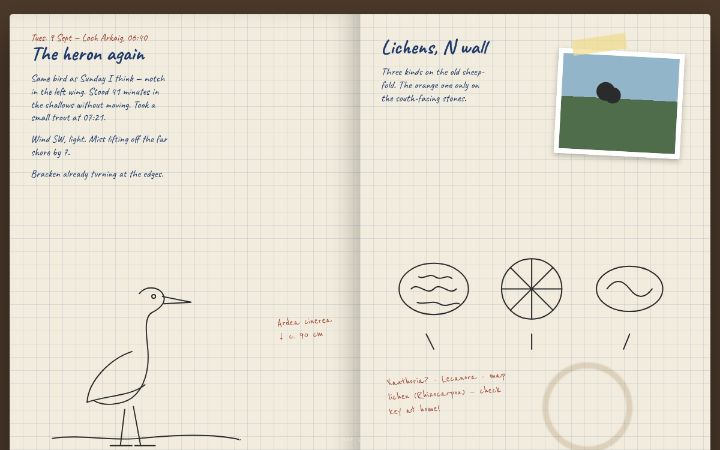 Tues. 9 Sept – Loch Arkaig, 06:40
The heron again
Same bird as Sunday I think – notch
in the left wing. Stood 41 minutes in
the shallows without moving. Took a
small trout at 07:21.
Wind SW, light. Mist lifting off the far
shore by 7.
Bracken already turning at the edges.
Ardea cinerea
↓ c. 90 cm
Lichens, N wall
Three kinds on the old sheep-
fold. The orange one only on
the south-facing stones.
Xanthoria? · Lecanora · map
lichen (Rhizocarpon) – check
key at home!